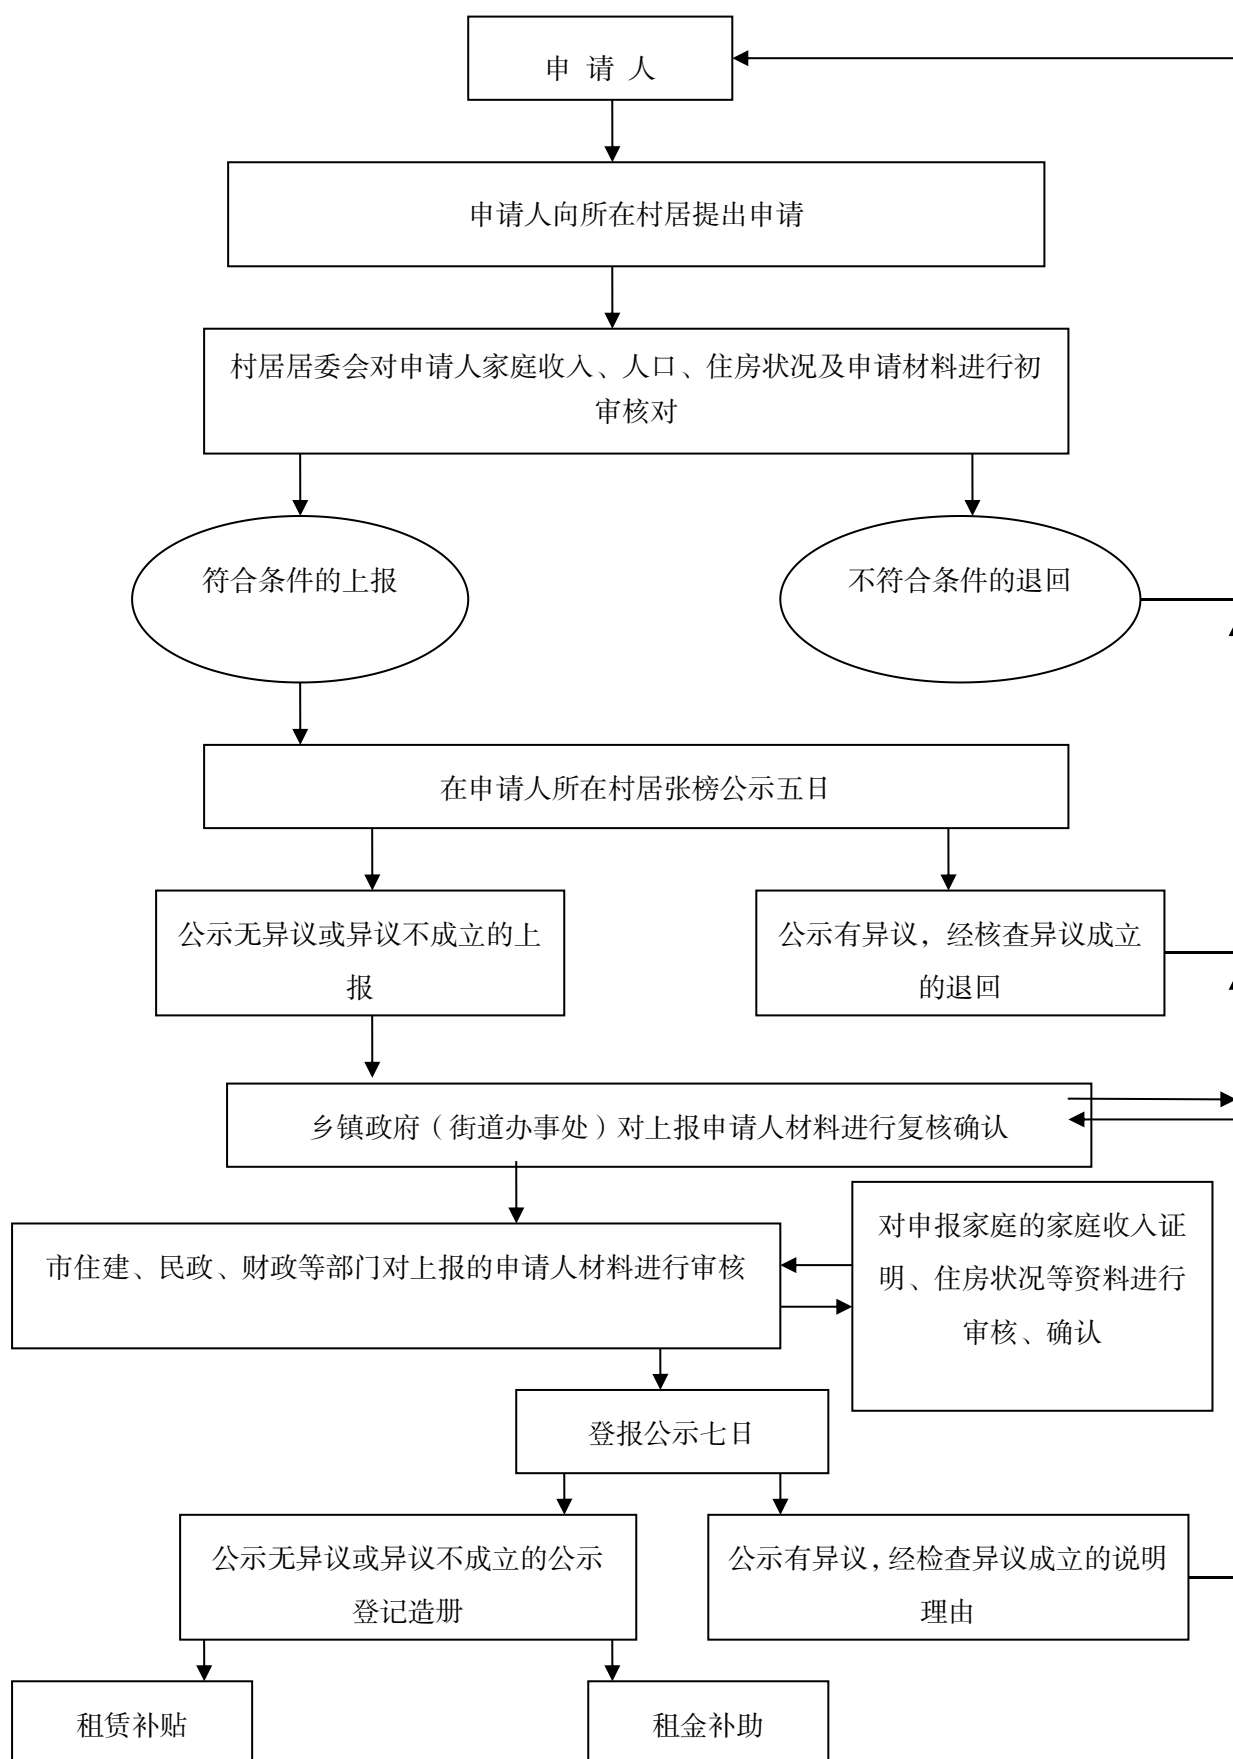 申 请 人
申请人向所在村居提出申请
村居居委会对申请人家庭收入、人口、住房状况及申请材料进行初
审核对
符合条件的上报
不符合条件的退回
在申请人所在村居张榜公示五日
公示无异议或异议不成立的上
报
公示有异议，经核查异议成立
的退回
乡镇政府（街道办事处）对上报申请人材料进行复核确认
市住建、民政、财政等部门对上报的申请人材料进行审核
对申报家庭的家庭收入证
明、住房状况等资料进行
审核、确认
登报公示七日
公示无异议或异议不成立的公示
登记造册
公示有异议，经检查异议成立的说明
理由
租赁补贴
租金补助